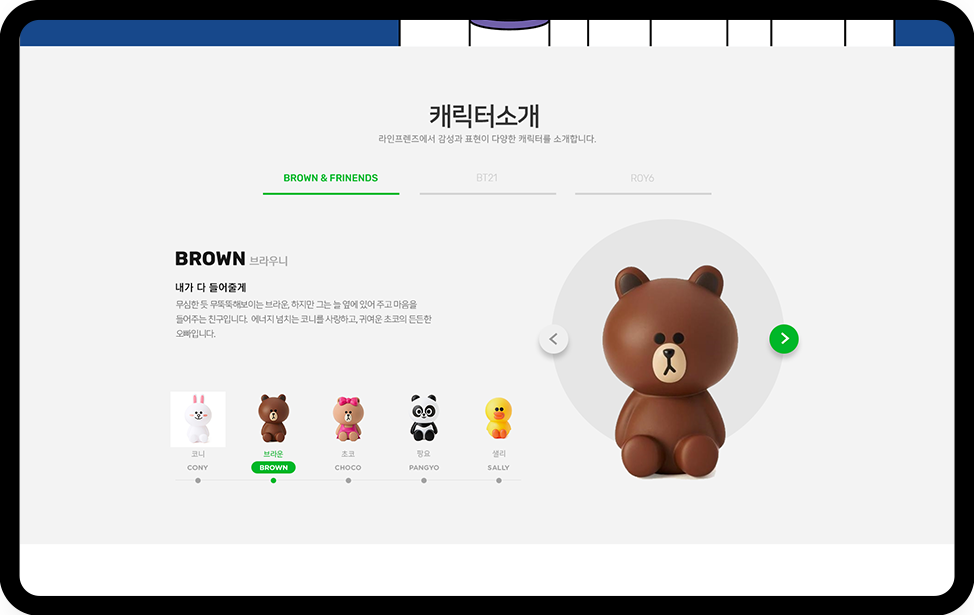 캐릭터소개
라인프렌즈에서 감성과 표현이 다양한 캐릭터를 소개합니다.
BROWN & FRINENDS
BT21
ROY6
BROWN 브라우니
내가 다 들어줄게
무심한 듯 무뚝뚝해보이는 브라운, 하지만 그는 늘 옆에 있어 주고 마음을
들어주는 친구입니다. 에너지 넘치는 코니를 사랑하고, 귀여운 초코의 든든한
오빠입니다.
코니 브라운 초코 팡요 샐리
CONY BROWN CHOCO PANGYO SALLY